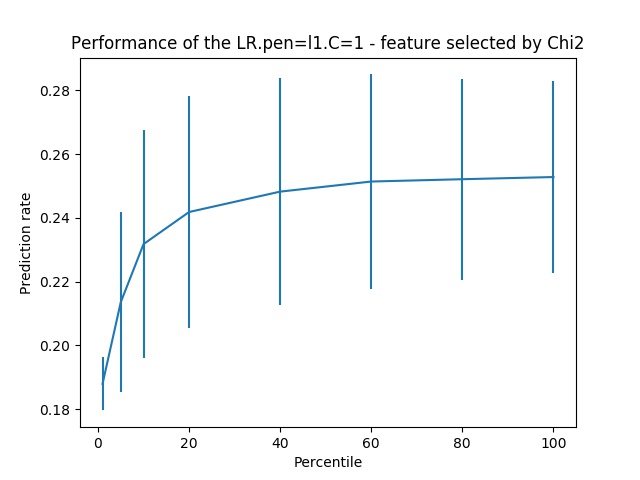 Performance of the LR.pen=l1.C=1 - feature selected by Chi2
0.28
0.26
0.24
0.22
0.20
0.18
Prediction rate
0 20 40 60 80 100
Percentile